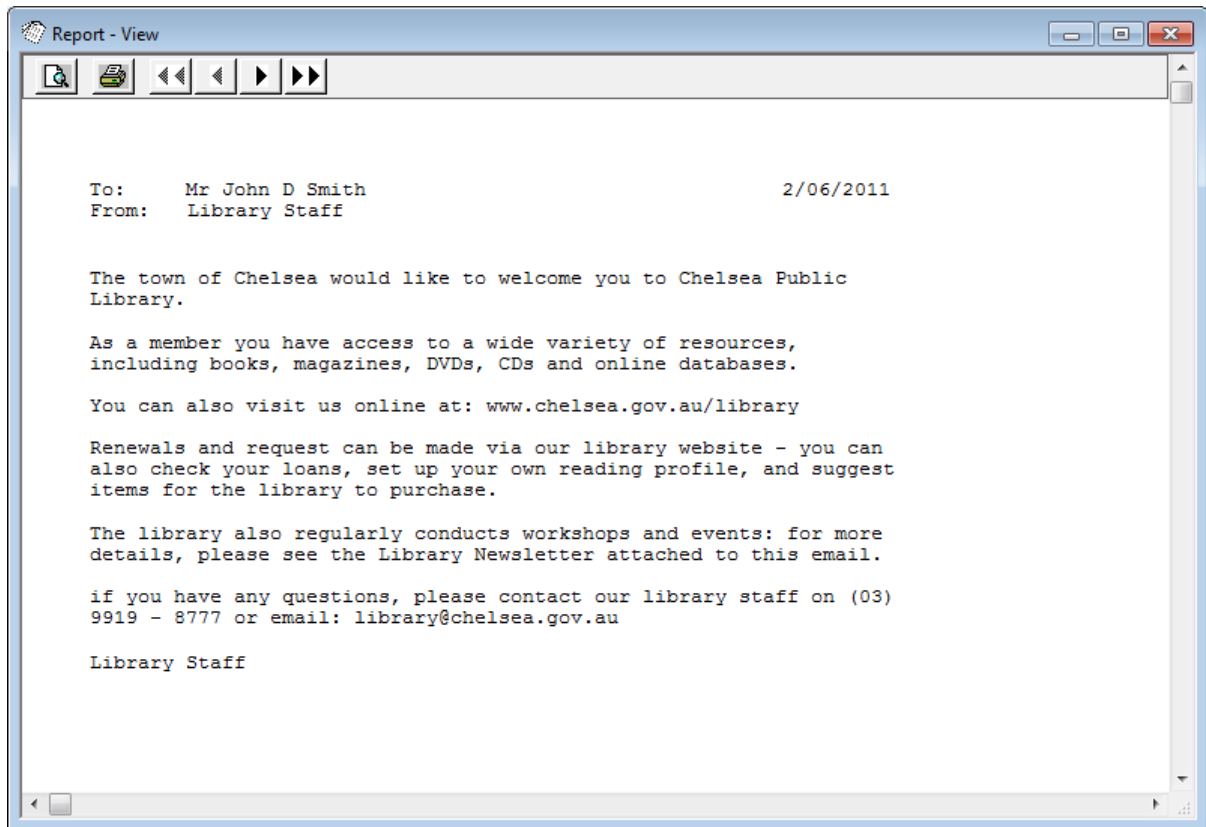 Report - View
To: Mr John D Smith 2/06/2011
From: Library Staff
The town of Chelsea would like to welcome you to Chelsea Public
Library.
As a member you have access to a wide variety of resources,
including books, magazines, DVDs, CDs and online databases.
You can also visit us online at: www.chelsea.gov.au/library
Renewals and request can be made via our library website - you can
also check your loans, set up your own reading profile, and suggest
items for the library to purchase.
The library also regularly conducts workshops and events: for more
details, please see the Library Newsletter attached to this email.
if you have any questions, please contact our library staff on (03)
9919 - 8777 or email: library@chelsea.gov.au
Library Staff